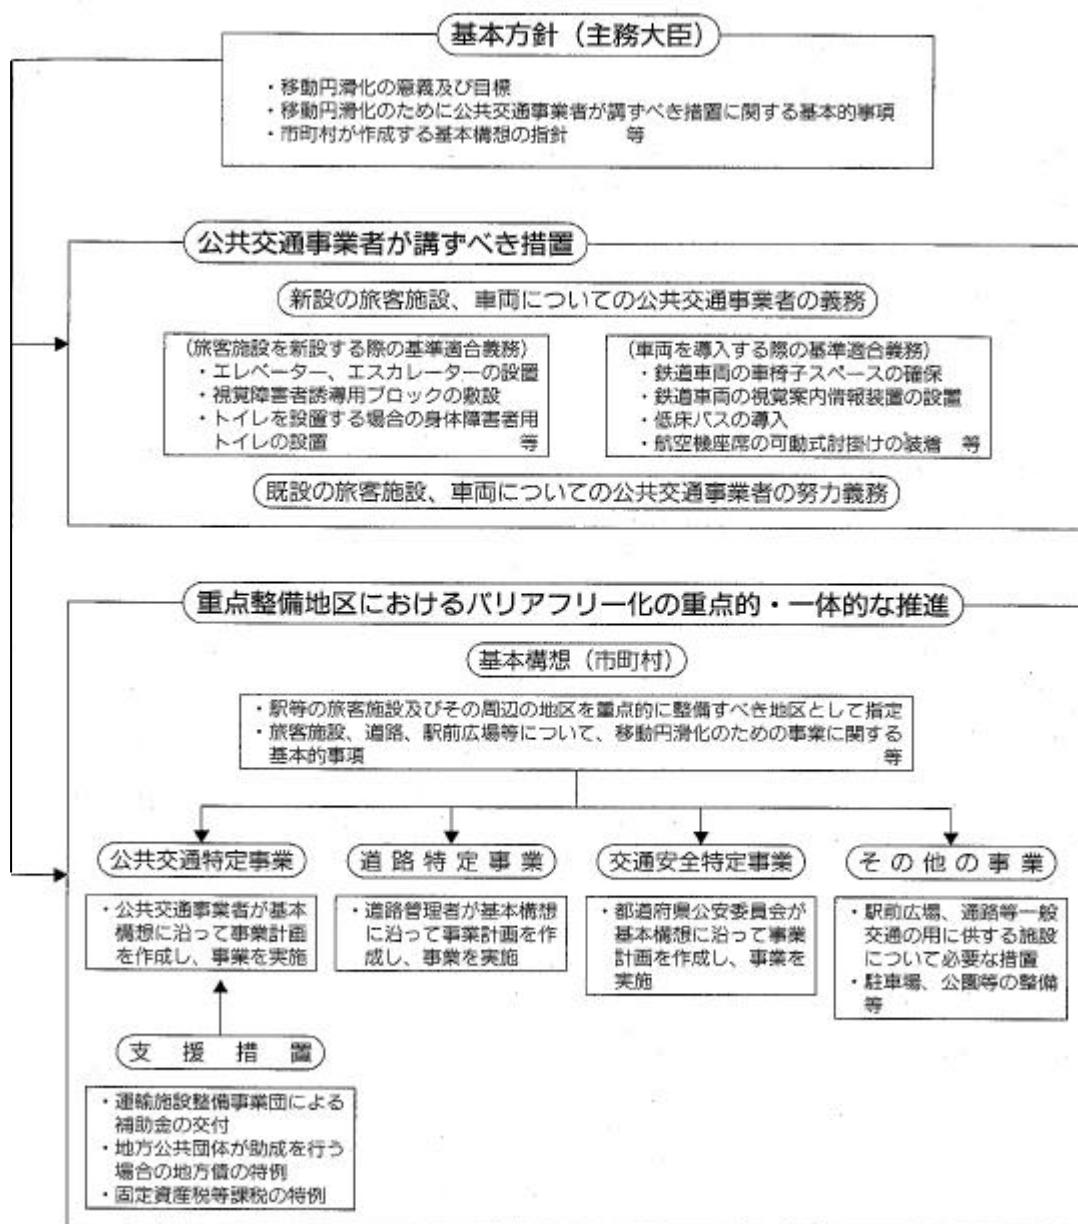 基本方針（主務大臣）
・移動円滑化の意義及び目標
・移動円滑化のために公共交通事業者が講ずべき措置に関する基本的事項
・市町村が作成する基本構想の指針　　　等
公共交通事業者が講ずべき措置
新設の旅客施設、車両についての公共交通事業者の義務
（旅客施設を新設する際の基準適合義務）
・エレベーター、エスカレーターの設置
・視覚障害者誘導用ブロックの敷設
・トイレを設置する場合の身体障害者用
トイレの設置　　　等
（車両を導入する際の基準適合義務）
・鉄道車両の車椅子スペースの確保
・鉄道車両の視覚案内情報装置の設置
・低床バスの導入
・航空機座席の可動式肘掛けの装着　等
既設の旅客施設、車両についての公共交通事業者の努力義務
重点整備地区におけるバリアフリー化の重点的・一体的な推進
基本構想（市町村）
・駅等の旅客施設及びその周辺の地区を重点的に整備すべき地区として指定
・旅客施設、道路、駅前広場等について、移動円滑化のための事業に関する
基本的事項　　　等
公共交通特定事業
・公共交通事業者が基本
構想に沿って事業計画
を作成し、事業を実施
道路特定事業
・道路管理者が基本構想
に沿って事業計画を作
成し、事業を実施
交通安全特定事業
・都道府県公安委員会が
基本構想に沿って事業
計画を作成し、事業を
実施
その他の事業
・駅前広場、通路等一般
交通の用に供する施設
について必要な措置
・駐車場、公園等の整備
等
支援措置
・運輸施設整備事業団による
補助金の交付
・地方公共団体が助成を行う
場合の地方債の特例
・固定資産税等課税の特例